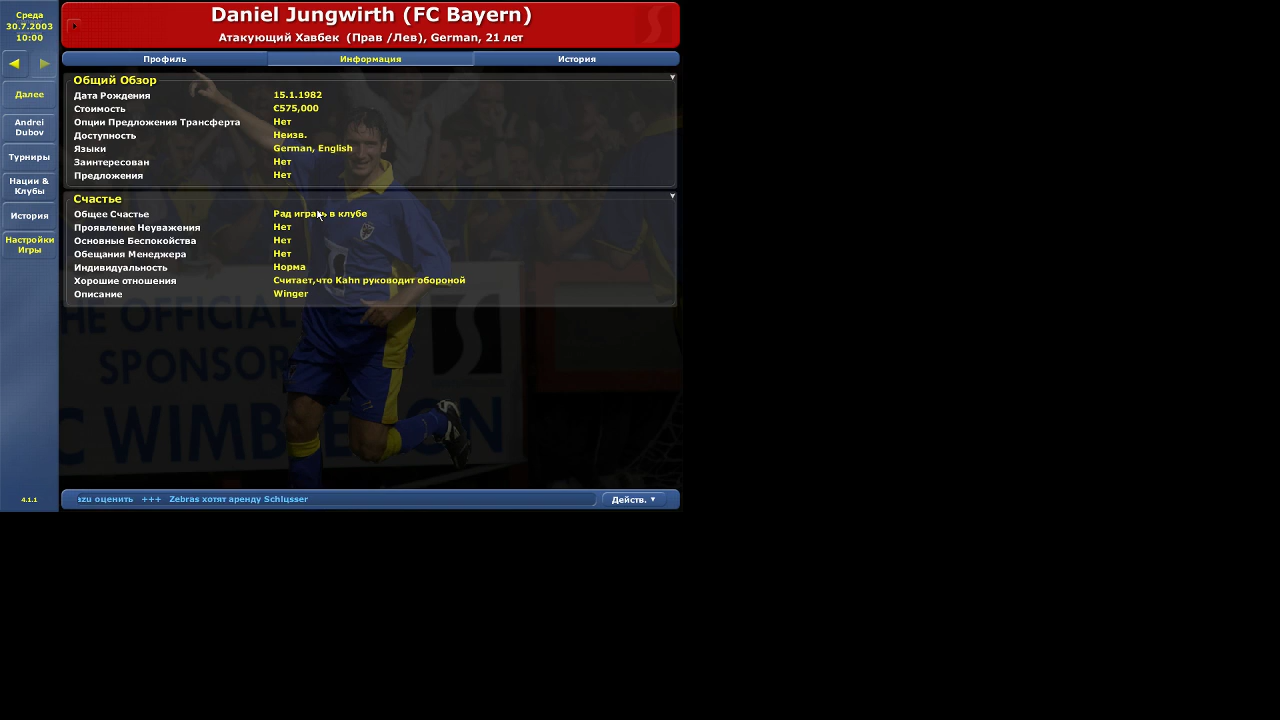 Среда
30.7.2003
10:00
Daniel Jungwirth (FC Bayern)
Атакующий Хавбек (Прав /Лев), German, 21 лет
Профиль
Информация
История
Далее
Andrei
Dubov
Турниры
Нации &
Клубы
История
Настройки
Игры
4.1.1
Общий Обзор
Дата Рождения 15.1.1982
Стоимость €575,000
Опции Предложения Трансферта Нет
Доступность Неизв.
Языки German, English
Заинтересован Нет
Предложения Нет
Счастье
Общее Счастье Рад играть в клубе
Проявление Неуважения Нет
Основные Беспокойства Нет
Обещания Менеджера Нет
Индивидуальность Норма
Хорошие отношения Считает,что Kahn руководит обороной
Описание Winger
HE OFFICIAL
SPONSOR
C WIMBLEDON
оценить +++ Zebras хотят аренду Schlцsser
Действ.